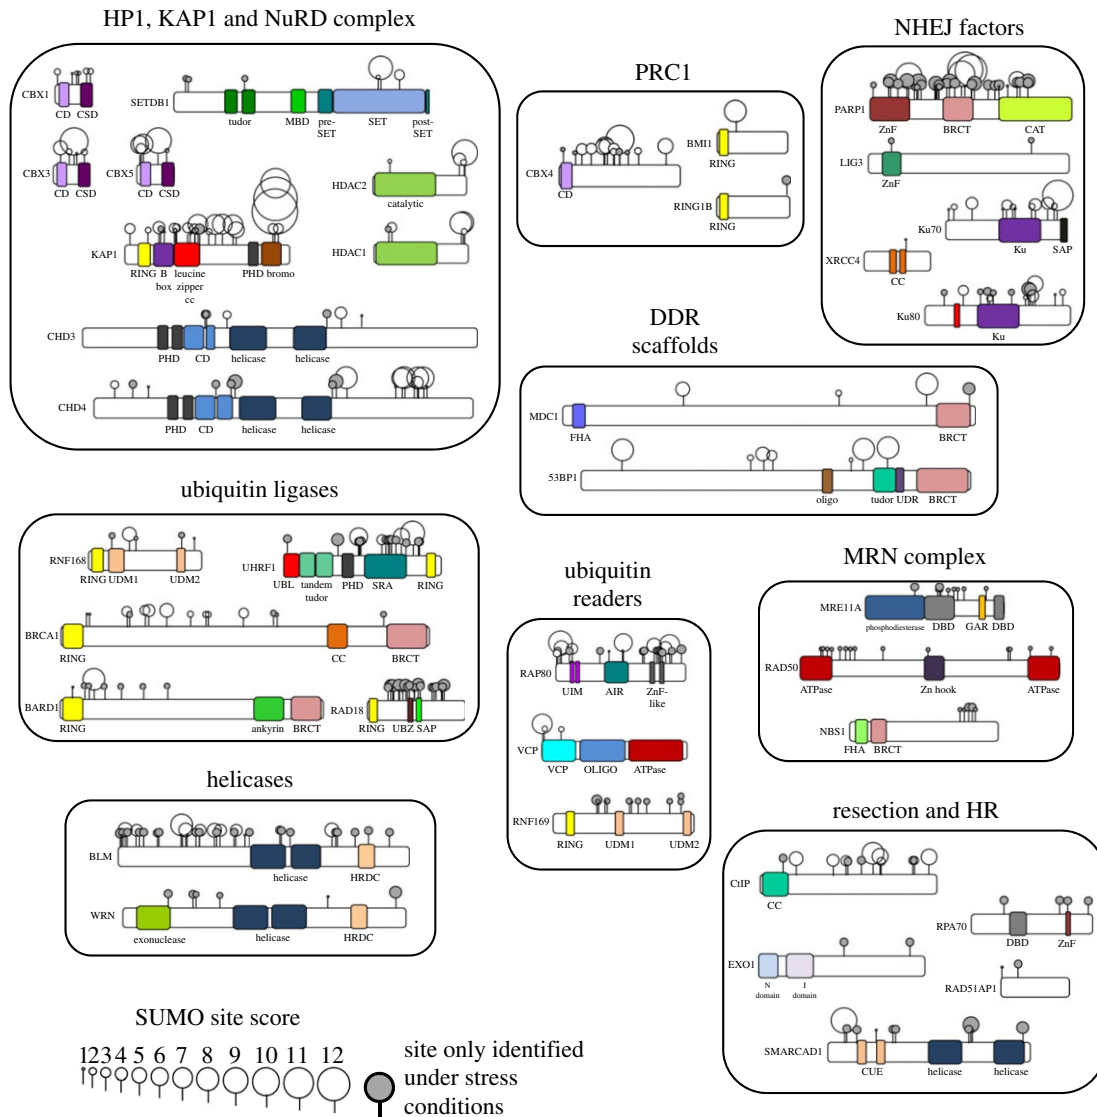 HP1, KAP1 and NuRD complex
CBX1
CD CSD
SETDB1
tudor
MBD
pre-
SET
SET
post-
SET
CBX3
CD CSD
CBX5
CD CSD
HDAC2
catalytic
KAP1
RING B
box
leucine
zipper
cc
PHD bromo
HDAC1
CHD3
PHD CD helicase helicase
CHD4
PHD CD helicase helicase
PRC1
CBX4
CD
BMI1
RING
RING1B
RING
NHEJ factors
PARP1
ZnF BRCT CAT
LIG3
ZnF
Ku70
Ku SAP
XRCC4
CC
Ku80
Ku
DDR
scaffolds
MDC1
FHA BRCT
53BP1
oligo tudor UDR BRCT
ubiquitin ligases
RNF168
RING UDM1 UDM2
UHRF1
UBL tandem
tudor
PHD SRA RING
BRCA1
RING CC BRCT
BARD1
RING ankyrin BRCT
RAD18
RING UBZ SAP
ubiquitin
readers
RAP80
UIM AIR ZnF-
like
VCP
VCP OLIGO ATPase
RNF169
RING UDM1 UDM2
MRN complex
MRE11A
phosphodiesterase DBD GAR DBD
RAD50
ATPase Zn hook ATPase
NBS1
FHA BRCT
helicases
BLM
helicase HRDC
WRN
exonuclease helicase HRDC
resection and HR
CtIP
CC
RPA70
DBD ZnF
EXO1
N
domain
I
domain
RAD51AP1
SMARCAD1
CUE helicase helicase
SUMO site score
1 2 3 4 5 6 7 8 9 10 11 12
site only identified
under stress
conditions